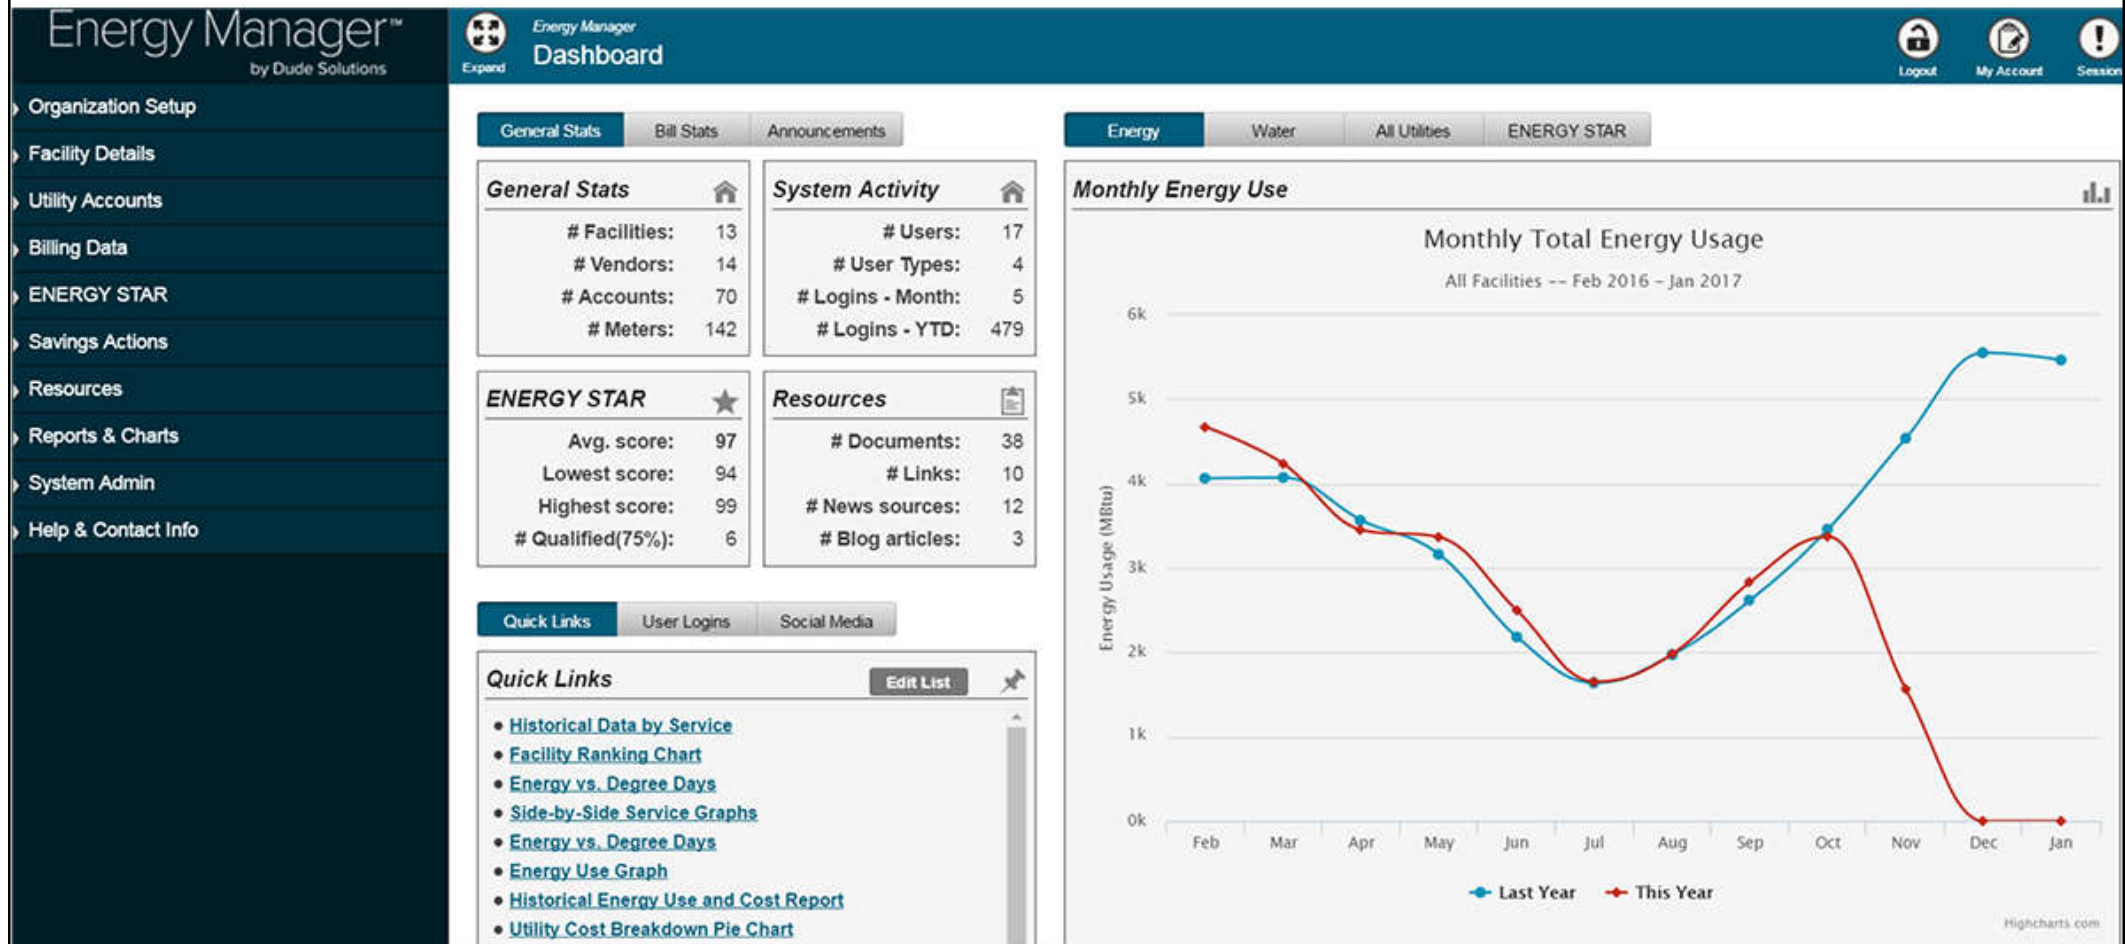 Energy Manager™
by Dude Solutions
Organization Setup
Facility Details
Utility Accounts
Billing Data
ENERGY STAR
Savings Actions
Resources
Reports & Charts
System Admin
Help & Contact Info
Expand
Energy Manager
Dashboard
Logout
My Account
Session
General Stats Bill Stats Announcements
General Stats
# Facilities: 13
# Vendors: 14
# Accounts: 70
# Meters: 142
System Activity
# Users: 17
# User Types: 4
# Logins - Month: 5
# Logins - YTD: 479
ENERGY STAR
Avg. score: 97
Lowest score: 94
Highest score: 99
# Qualified(75%): 6
Resources
# Documents: 38
# Links: 10
# News sources: 12
# Blog articles: 3
Quick Links User Logins Social Media
Quick Links
Edit List
Historical Data by Service
Facility Ranking Chart
Energy vs. Degree Days
Side-by-Side Service Graphs
Energy vs. Degree Days
Energy Use Graph
Historical Energy Use and Cost Report
Utility Cost Breakdown Pie Chart
Energy Water All Utilities ENERGY STAR
Monthly Energy Use
Monthly Total Energy Usage
All Facilities -- Feb 2016 - Jan 2017
Energy Usage (MBtu)
6k
5k
4k
3k
2k
1k
0k
Feb Mar Apr May Jun Jul Aug Sep Oct Nov Dec Jan
Last Year This Year
Highcharts.com